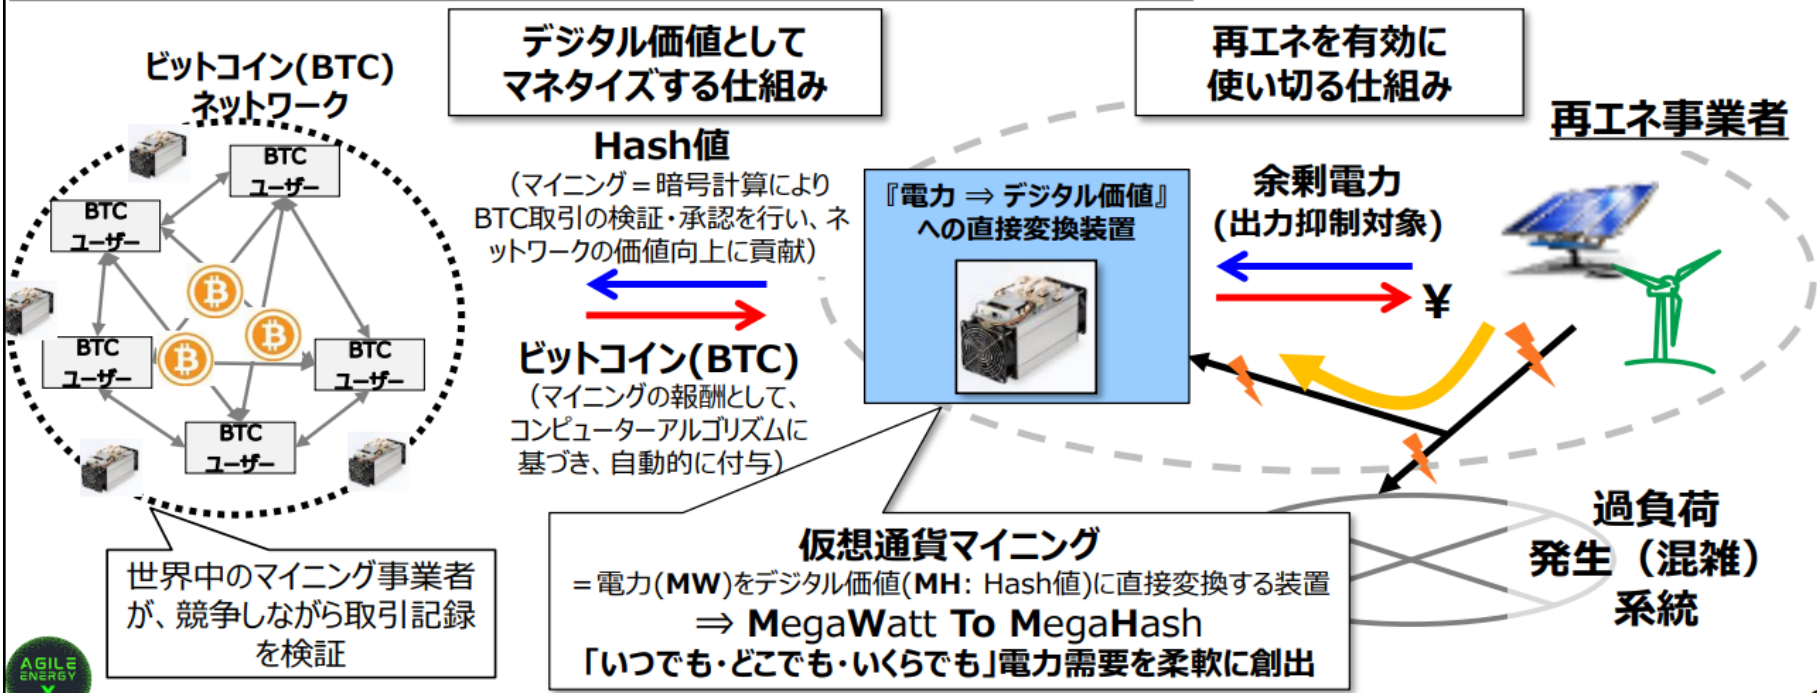 デジタル価値として
マネタイズする仕組み
再エネを有効に
使い切る仕組み
ビットコイン(BTC)
ネットワーク
BTC
ユーザー
BTC
ユーザー
BTC
ユーザー
BTC
ユーザー
BTC
ユーザー
世界中のマイニング事業者
が、競争しながら取引記録
を検証
Hash値
（マイニング＝暗号計算により
BTC取引の検証・承認を行い、ネ
ットワークの価値向上に貢献）
ビットコイン(BTC)
（マイニングの報酬として、
コンピューターアルゴリズムに
基づき、自動的に付与）
『電力 ⇒ デジタル価値』
への直接変換装置
余剰電力
(出力抑制対象)
¥
再エネ事業者
仮想通貨マイニング
＝電力(MW)をデジタル価値(MH: Hash値)に直接変換する装置
⇒ MegaWatt To MegaHash
「いつでも・どこでも・いくらでも」電力需要を柔軟に創出
過負荷
発生（混雑）
系統
AGILE
ENERGY
X